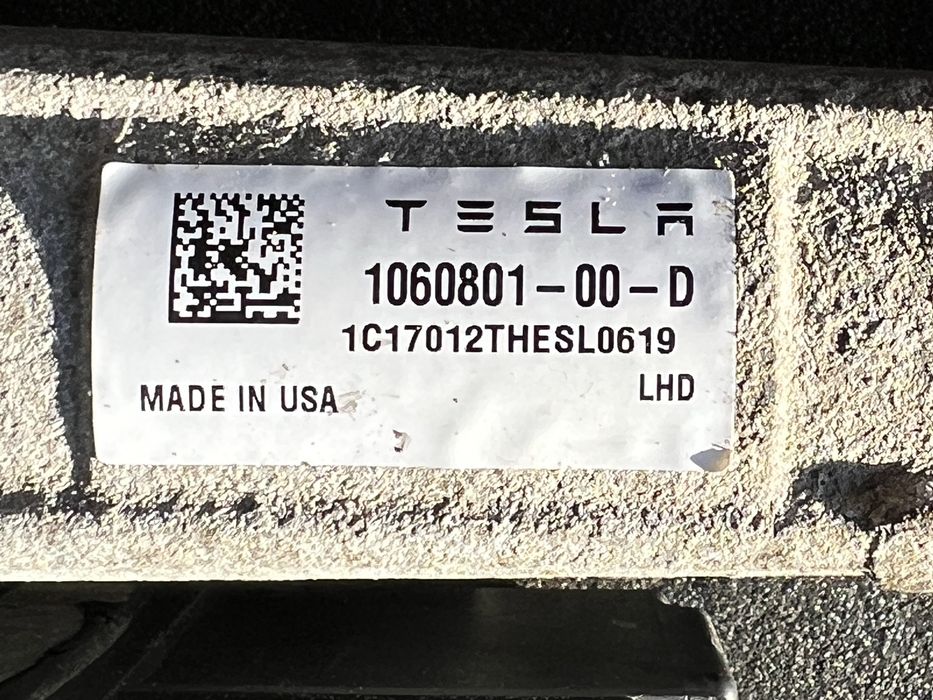 TESLA
1060801-00-D
1C17012THESL0619
LHD
MADE IN USA